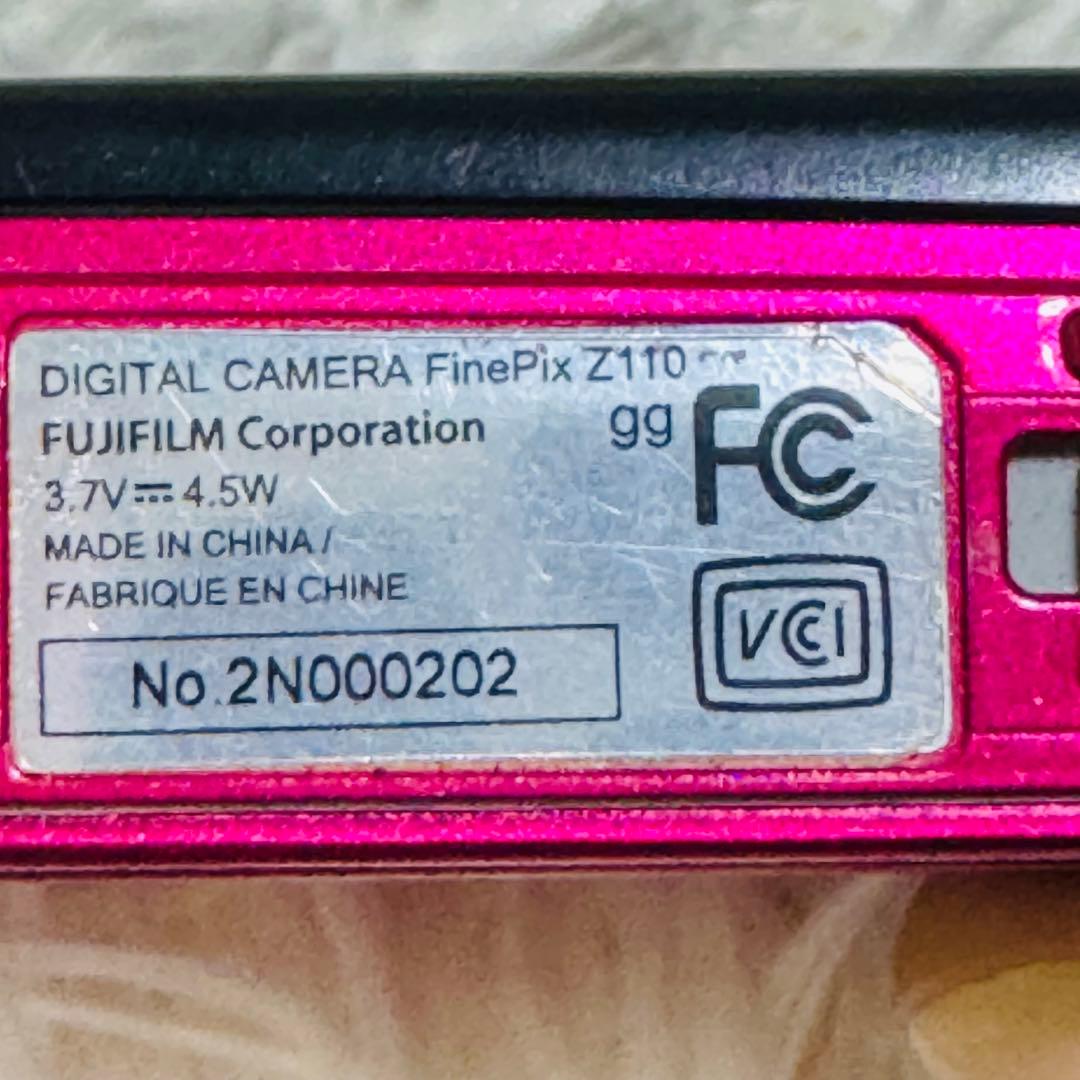 DIGITAL CAMERA FinePix Z110
FUJIFILM Corporation
gg
FC
3.7V⎓4.5W
MADE IN CHINA/
FABRIQUE EN CHINE
VCCI
No.2N000202